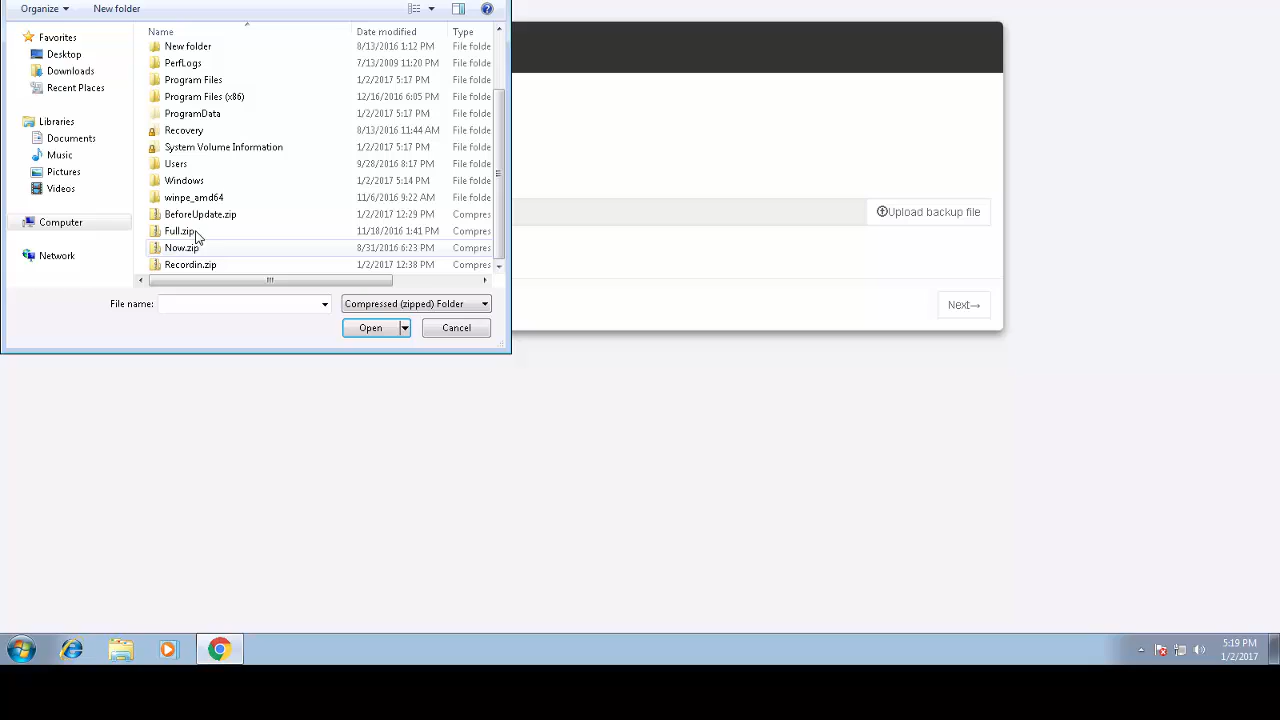 Organize New folder
Name Date modified Type
New folder 8/13/2016 1:12 PM File folde
PerfLogs 7/13/2009 11:20 PM File folde
Program Files 1/2/2017 5:17 PM File folde
Program Files (x86) 12/16/2016 6:05 PM File folde
ProgramData 1/2/2017 5:17 PM File folde
Recovery 8/13/2016 11:44 AM File folde
System Volume Information 1/2/2017 5:17 PM File folde
Users 9/28/2016 8:17 PM File folde
Windows 1/2/2017 5:14 PM File folde
winpe_amd64 11/6/2016 9:22 AM File folde
BeforeUpdate.zip 1/2/2017 12:29 PM Compres
Full.zip 11/18/2016 1:41 PM Compres
Now.zip 8/31/2016 6:23 PM Compres
Recordin.zip 1/2/2017 12:38 PM Compres
Favorites
Desktop
Downloads
Recent Places
Libraries
Documents
Music
Pictures
Videos
Computer
Network
File name: Compressed (zipped) Folder
Open Cancel
Upload backup file
Next→
5:19 PM
1/2/2017